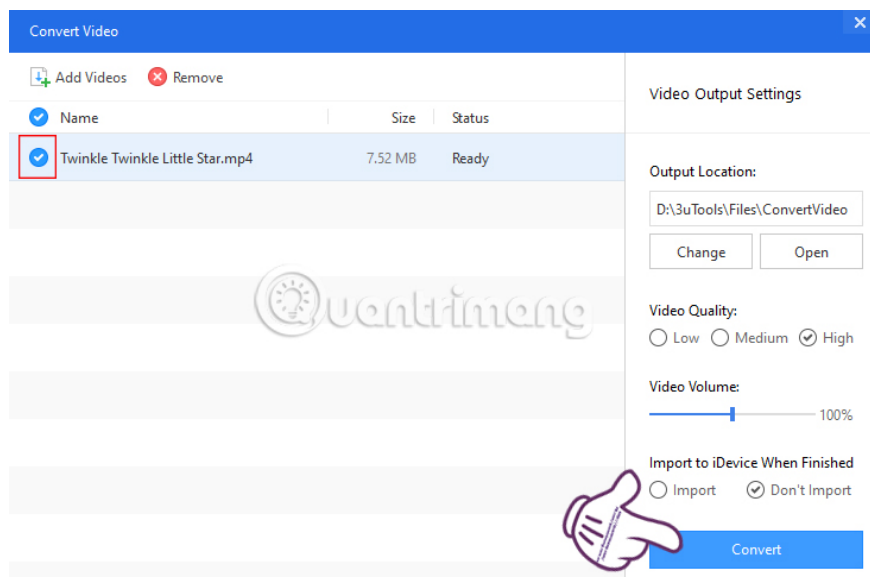 Convert Video
Add Videos Remove
Name Size Status
Twinkle Twinkle Little Star.mp4 7.52 MB Ready
Quantrimang
Video Output Settings
Output Location:
D:\3uTools\Files\ConvertVideo
Change Open
Video Quality:
Low Medium High
Video Volume:
100%
Import to iDevice When Finished
Import Don't Import
Convert